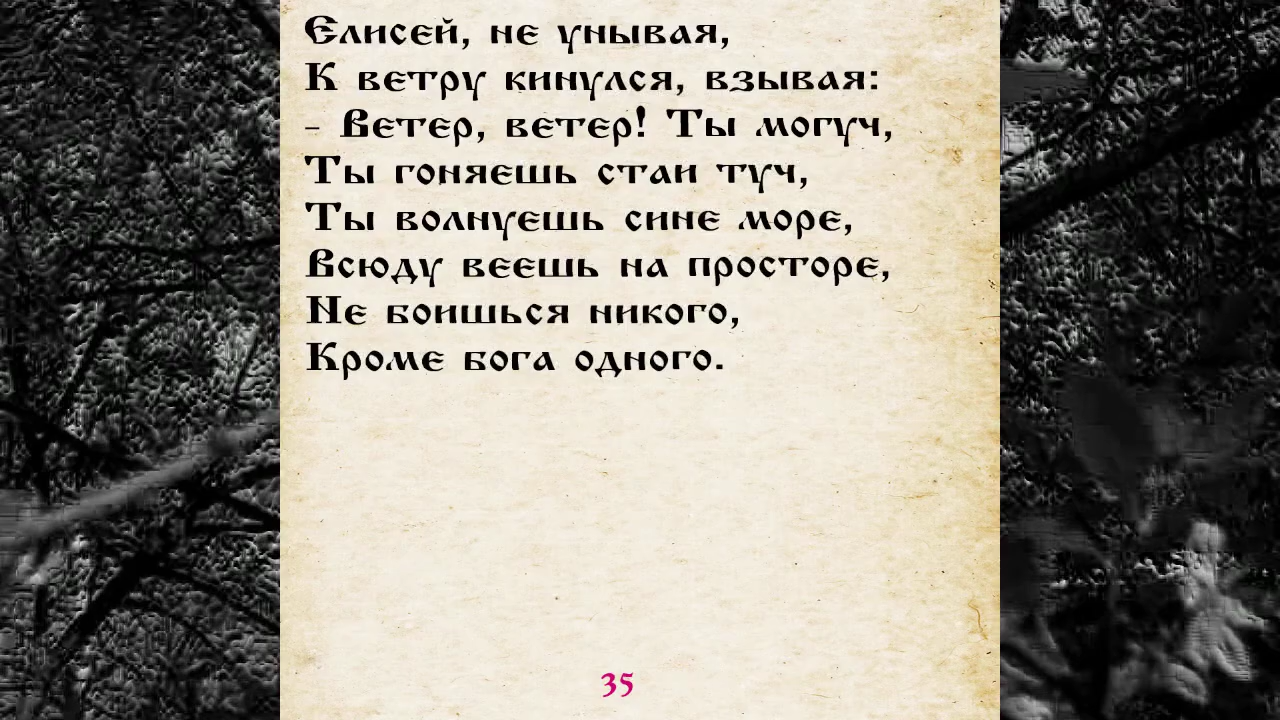 Елисей, не унывая,
К ветру кинулся, взывая:
- Ветер, ветер! Ты могуч,
Ты гоняешь стаи туч,
Ты волнуешь сине море,
Всюду веешь на просторе,
Не боишься никого,
Кроме бога одного.
35